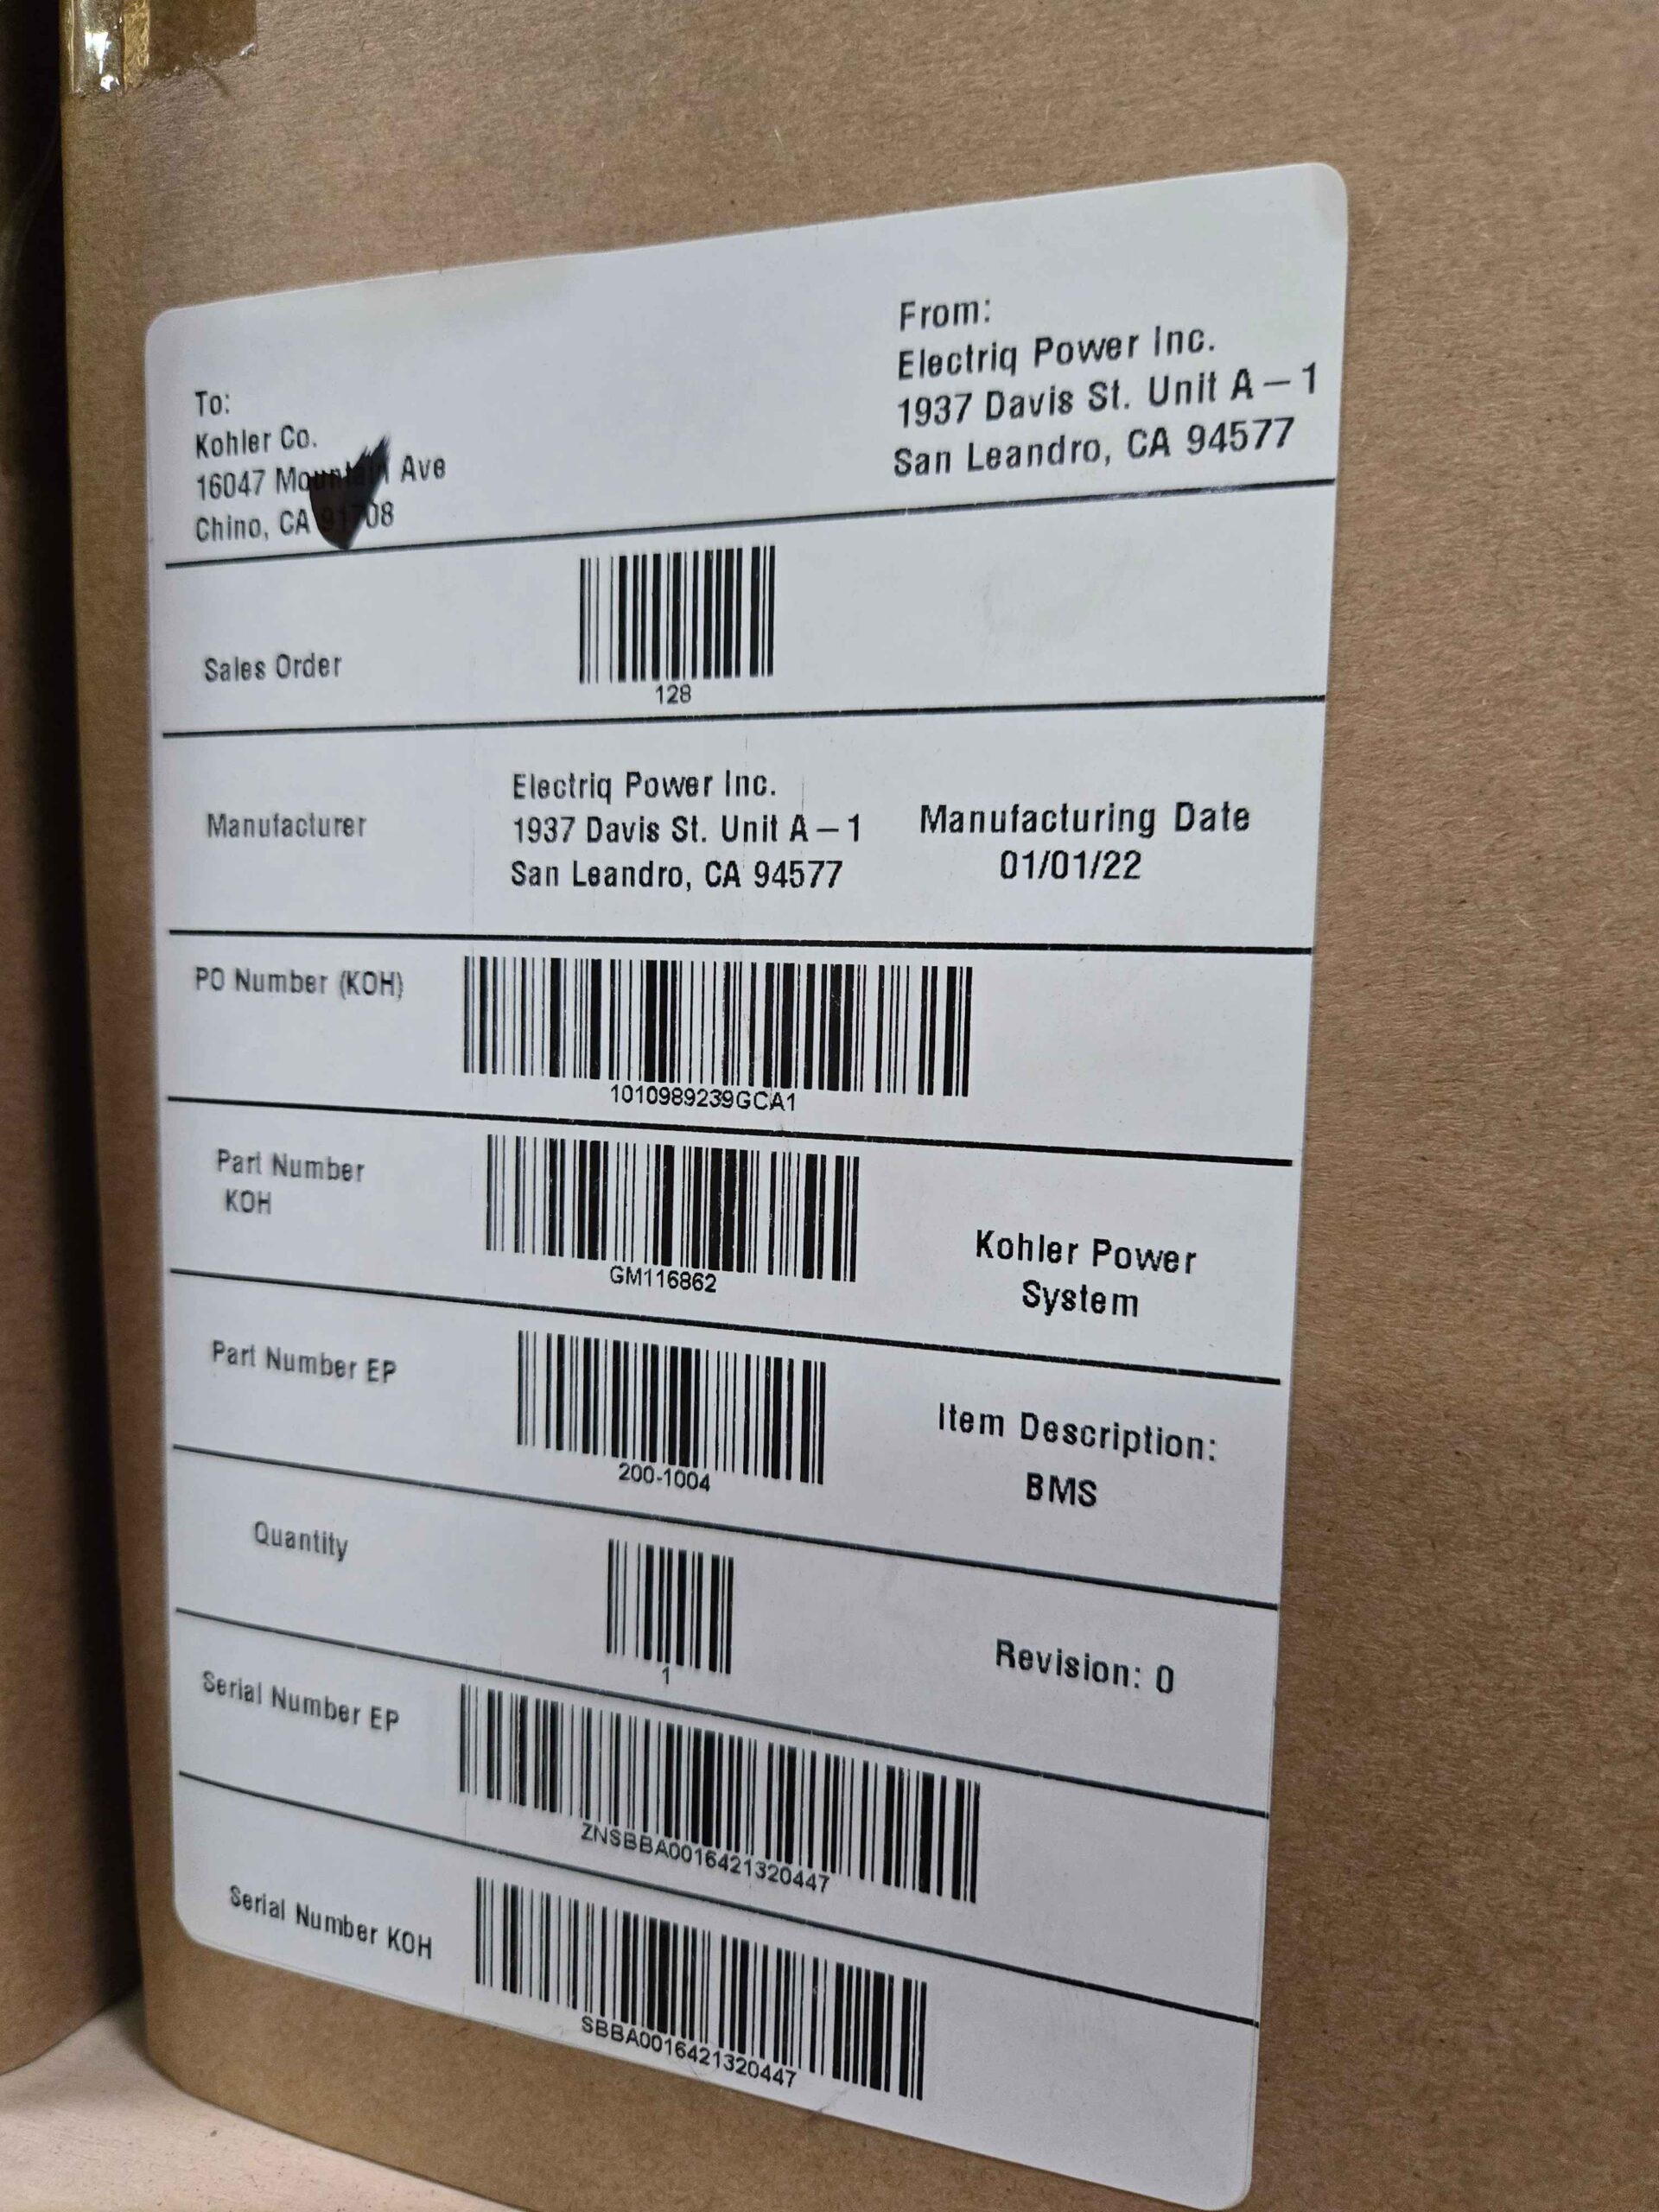 To:
Kohler Co.
16047 Mountain Ave
Chino, CA 91708
From:
Electriq Power Inc.
1937 Davis St. Unit A – 1
San Leandro, CA 94577
Sales Order
128
Manufacturer
Electriq Power Inc.
1937 Davis St. Unit A – 1
San Leandro, CA 94577
Manufacturing Date
01/01/22
PO Number (KOH)
1010989239GCA1
Part Number
KOH
GM116862
Kohler Power
System
Part Number EP
200-1004
Item Description:
BMS
Quantity
1
Revision: 0
Serial Number EP
ZNSBBA0016421320447
Serial Number KOH
SBBA0016421320447